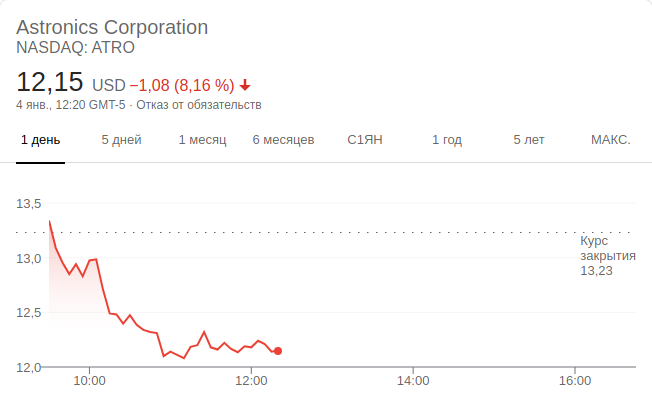 Astronics Corporation
NASDAQ: ATRO
12,15 USD −1,08 (8,16 %)
4 янв., 12:20 GMT-5 · Отказ от обязательств
1 день 5 дней 1 месяц 6 месяцев С1ЯН 1 год 5 лет МАКС.
13,5
13,0
12,5
12,0
Курс
закрытия
13,23
10:00 12:00 14:00 16:00